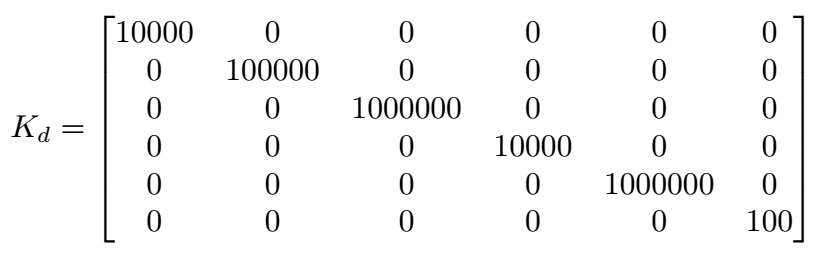 10000 0 0 0 0 0
0 100000 0 0 0 0
K_d = 0 0 1000000 0 0 0
0 0 0 10000 0 0
0 0 0 0 1000000 0
0 0 0 0 0 100